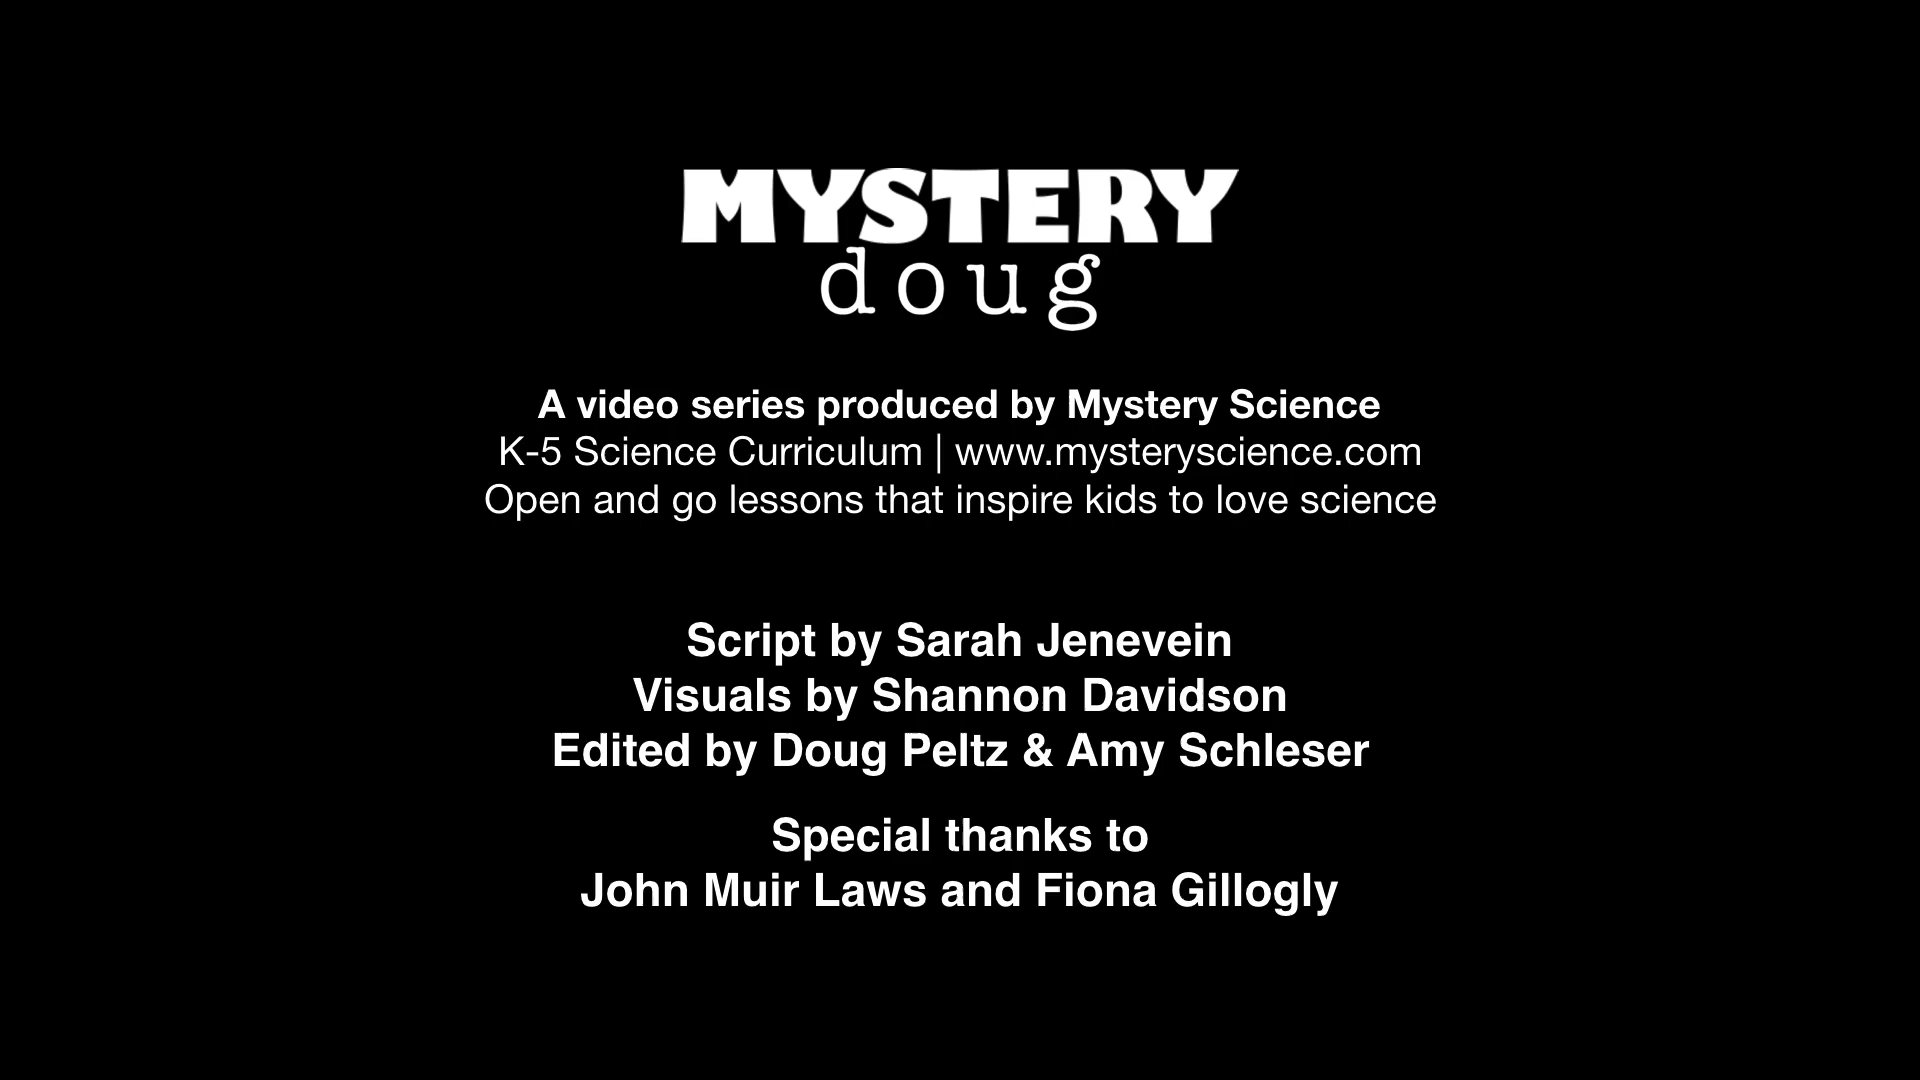 MYSTERY
doug
A video series produced by Mystery Science
K-5 Science Curriculum | www.mysteryscience.com
Open and go lessons that inspire kids to love science
Script by Sarah Jenevein
Visuals by Shannon Davidson
Edited by Doug Peltz & Amy Schleser
Special thanks to
John Muir Laws and Fiona Gillogly